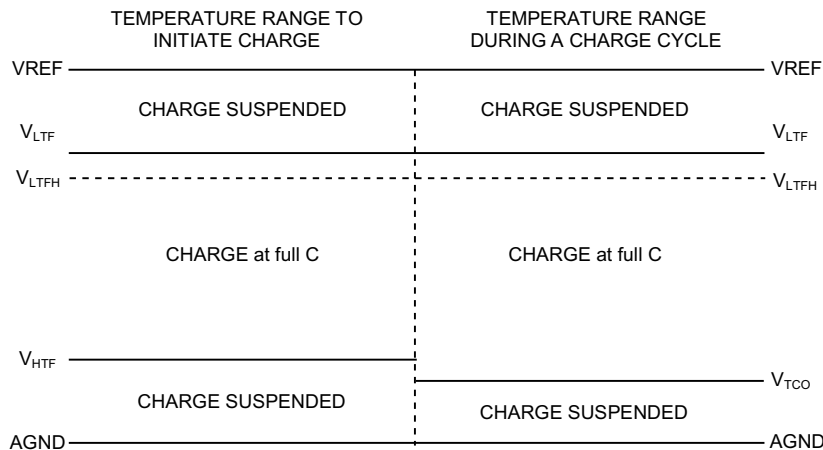 TEMPERATURE RANGE TO
INITIATE CHARGE
TEMPERATURE RANGE
DURING A CHARGE CYCLE
VREF
VREF
CHARGE SUSPENDED
CHARGE SUSPENDED
VLTF
VLTF
VLTFH
VLTFH
CHARGE at full C
CHARGE at full C
VHTF
VTCO
CHARGE SUSPENDED
CHARGE SUSPENDED
AGND
AGND